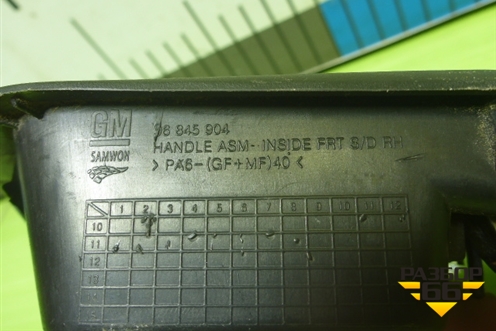 GM
SAMWON
96 845 904
HANDLE ASM- INSIDE FRT S/D RH
> PA6-(GF+MF)40 <
1 2 3 4 5 6 7 8 9 10 11 12
10
11
12
РАЗБОР
66